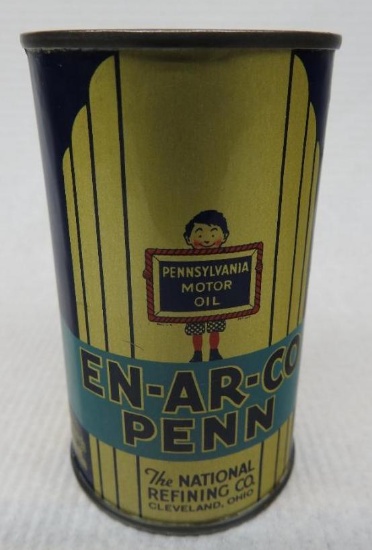 PENNSYLVANIA
MOTOR
OIL
EN-AR-CO
PENN
The NATIONAL
REFINING CO.
CLEVELAND, OHIO